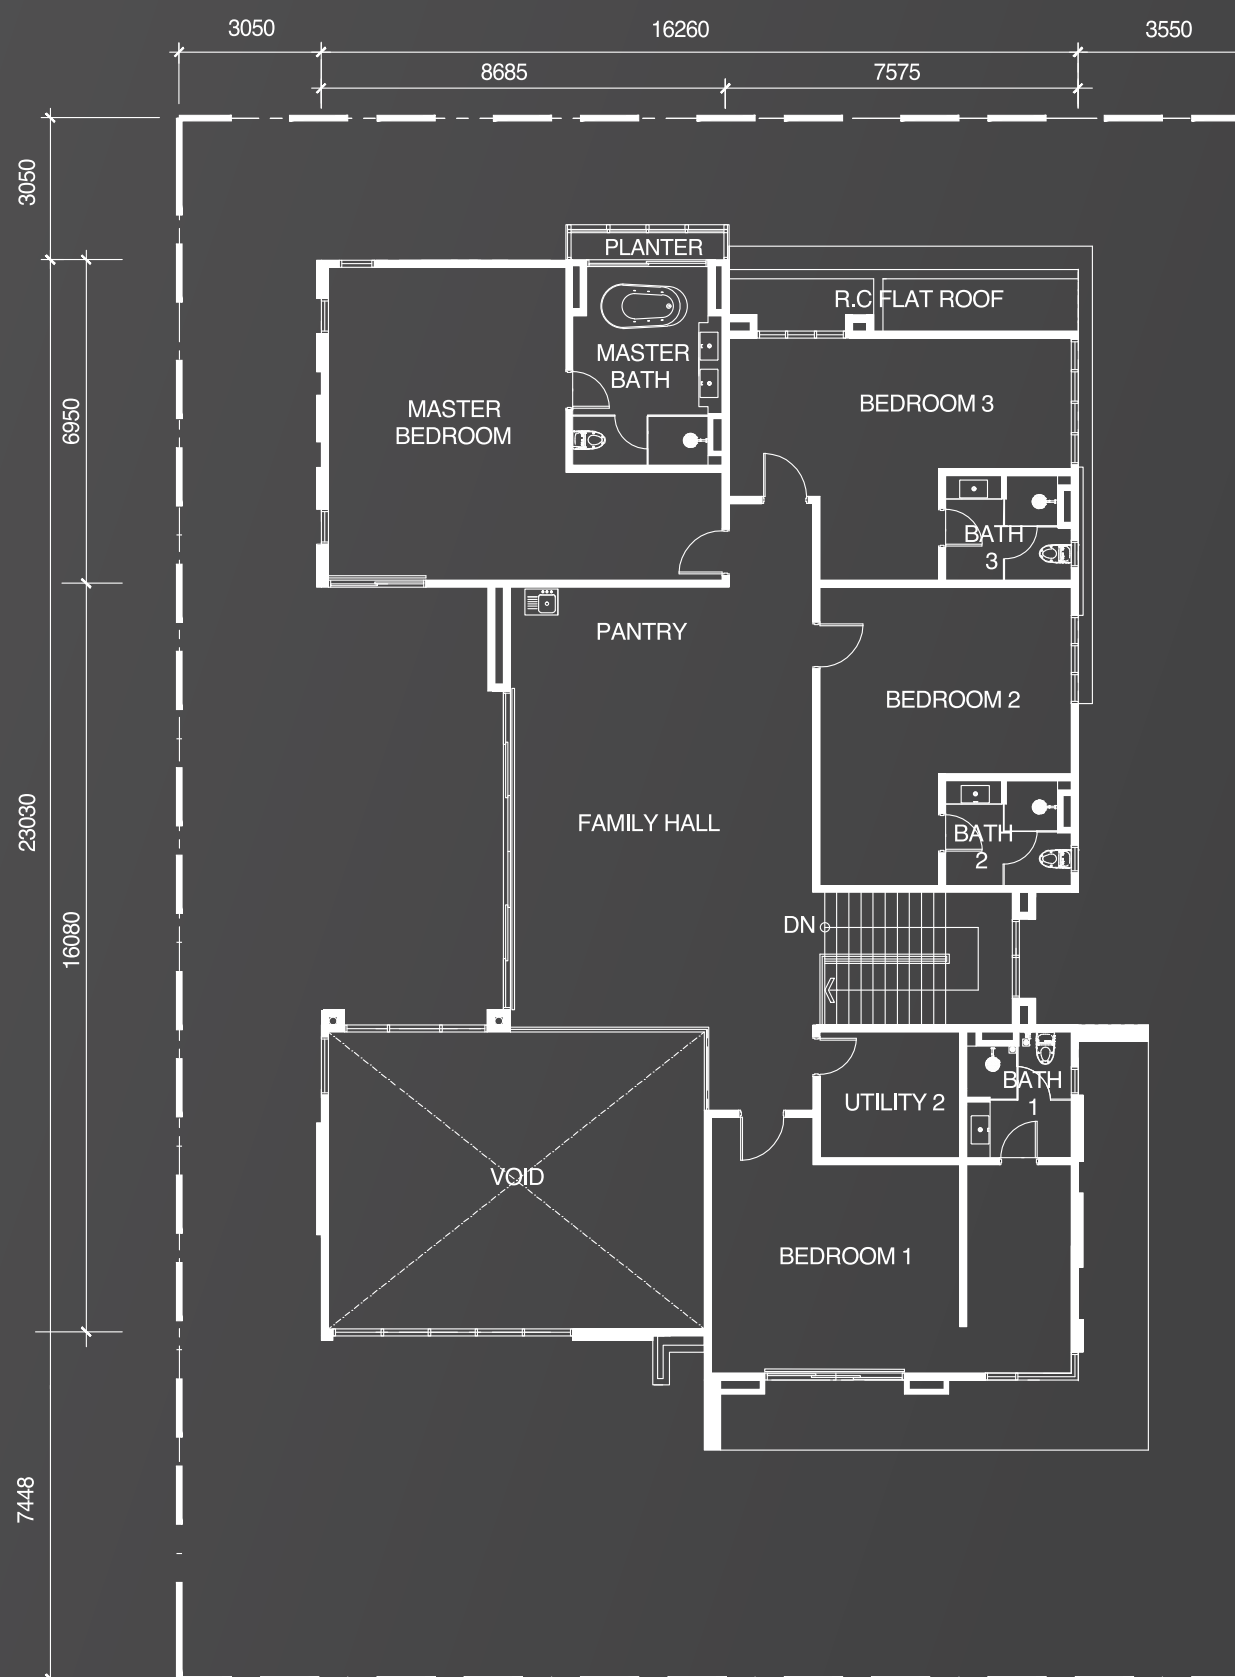 3050
16260
3550
8685
7575
3050
PLANTER
R.C FLAT ROOF
MASTER
BATH
BEDROOM 3
MASTER
BEDROOM
6950
BATH
3
PANTRY
BEDROOM 2
23030
FAMILY HALL
BATH
2
DN
16080
BATH
1
UTILITY 2
VOID
BEDROOM 1
7448